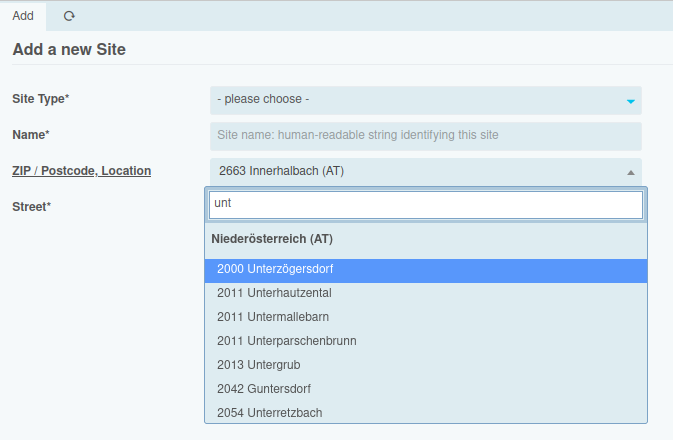 Add
Add a new Site
Site Type*
- please choose -
Name*
Site name: human-readable string identifying this site
ZIP / Postcode, Location
2663 Innerhalbach (AT)
Street*
unt
Niederösterreich (AT)
2000 Unterzögersdorf
2011 Unterhautzental
2011 Untermallebarn
2011 Unterparschenbrunn
2013 Untergrub
2042 Guntersdorf
2054 Unterretzbach